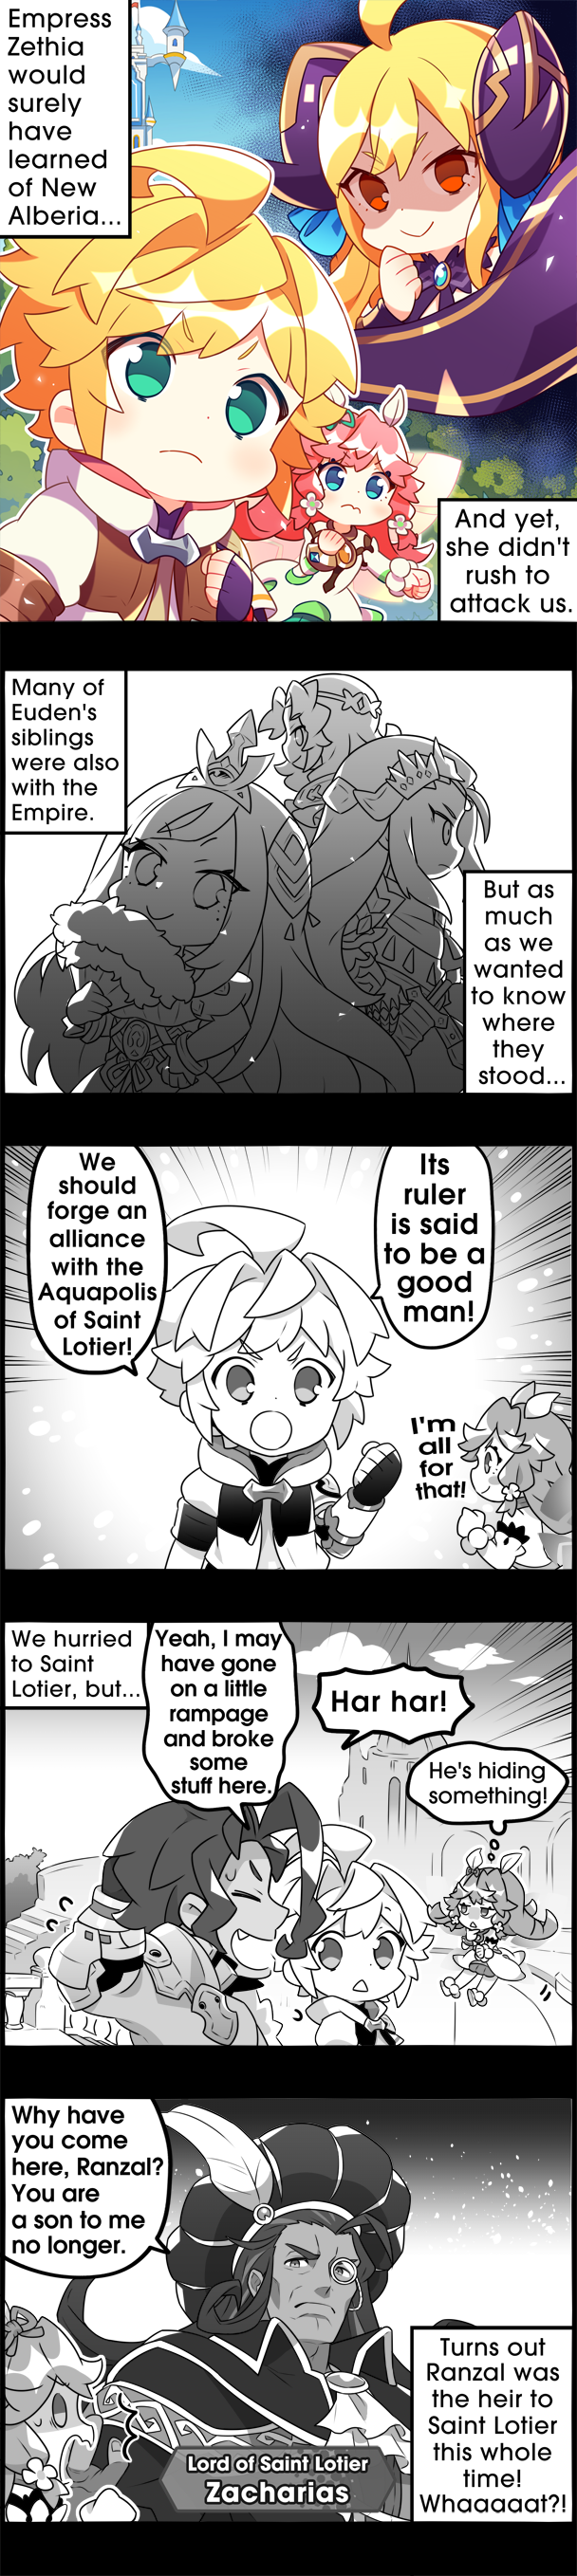 Empress
Zethia
would
surely
have
learned
of New
Alberia...
And yet,
she didn't
rush to
attack us.
Many of
Euden's
siblings
were also
with the
Empire.
But as
much
as we
wanted
to know
where
they
stood...
We
should
forge an
alliance
with the
Aquapolis
of Saint
Lotier!
Its
ruler
is said
to be a
good
man!
I'm
all
for
that!
We hurried
to Saint
Lotier, but...
Yeah, I may
have gone
on a little
rampage
and broke
some
stuff here.
Har har!
He's hiding
something!
Why have
you come
here, Ranzal?
You are
a son to me
no longer.
Lord of Saint Lotier
Zacharias
Turns out
Ranzal was
the heir to
Saint Lotier
this whole
time!
Whaaaaat?!